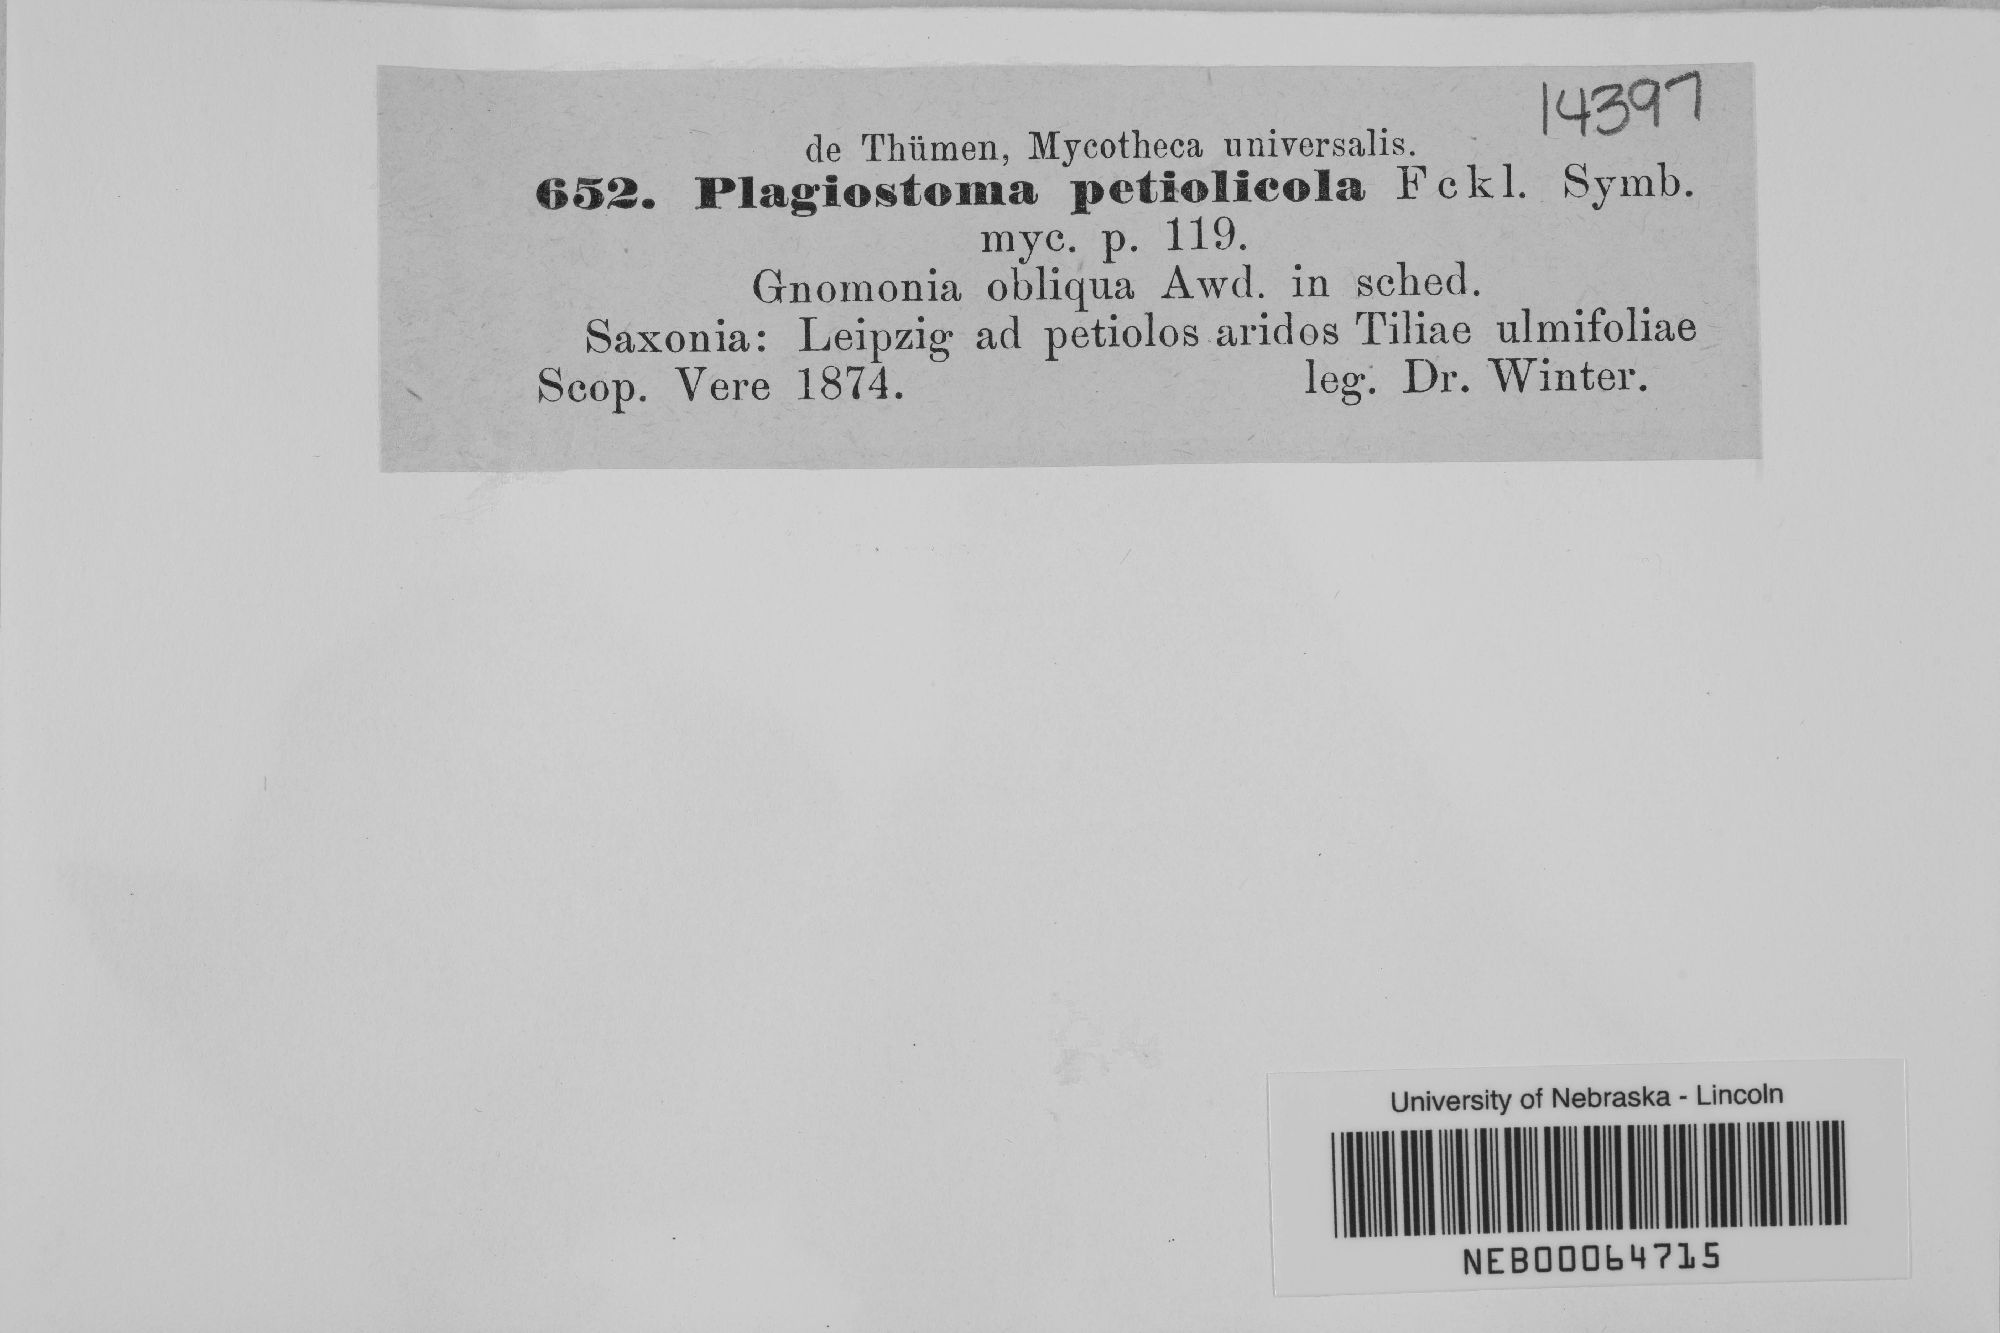 14397
de Thümen, Mycotheca universalis.
652. Plagiostoma petiolicola Fckl. Symb.
myc. p. 119.
Gnomonia obliqua Awd. in sched.
Saxonia: Leipzig ad petiolos aridos Tiliae ulmifoliae
Scop. Vere 1874. leg. Dr. Winter.
University of Nebraska - Lincoln
NEB00064715